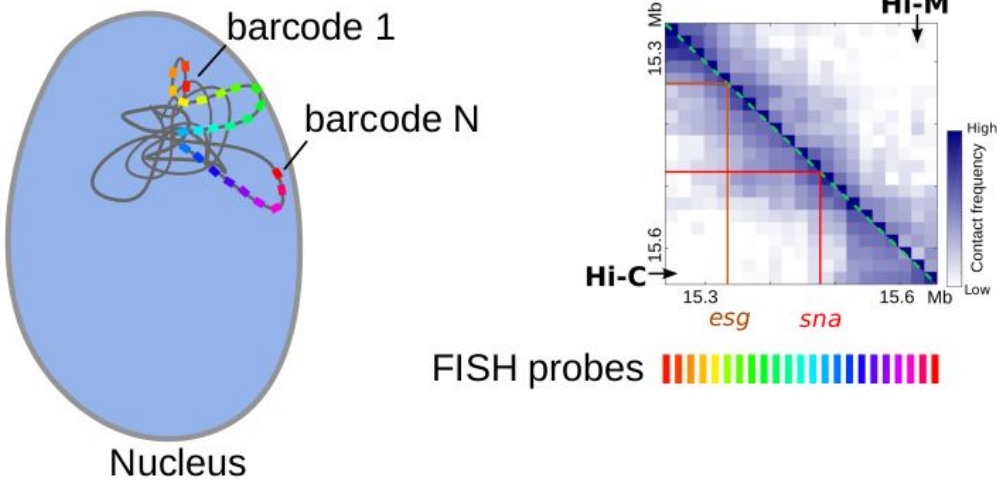 barcode 1
barcode N
Nucleus
Hi-M
Mb
15.3
15.6
Hi-C
15.3
15.6
Mb
esg
sna
High
Contact frequency
Low
FISH probes